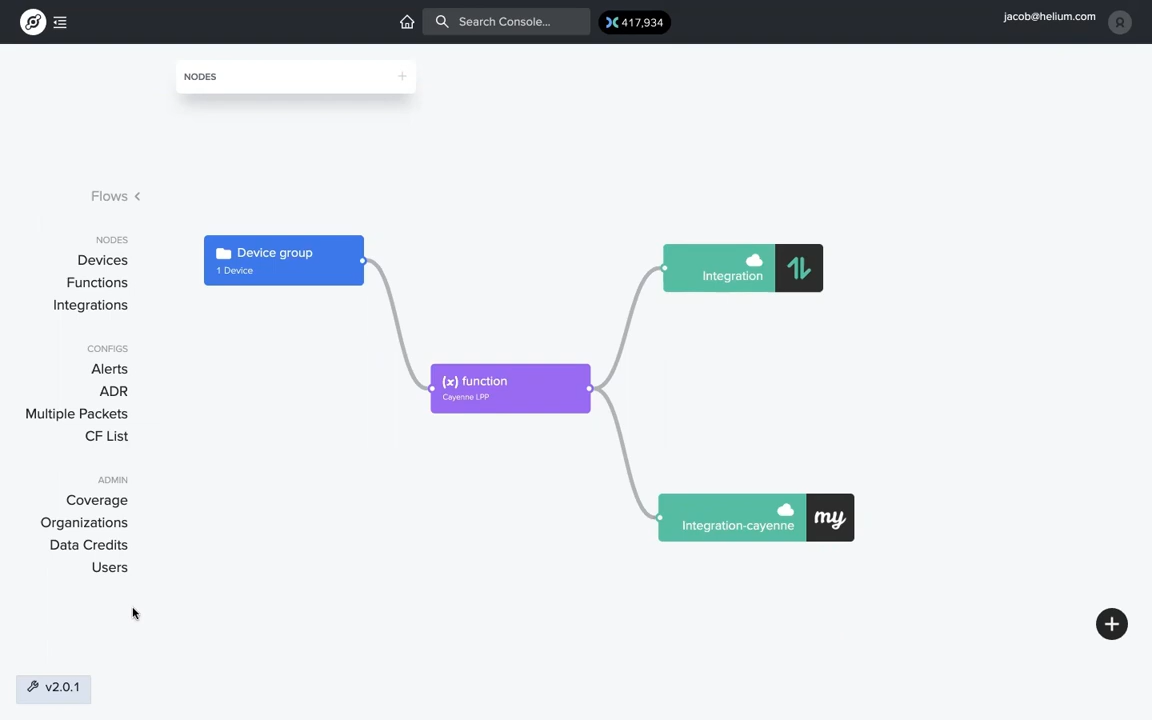 Search Console...
417,934
jacob@helium.com
NODES
Flows
NODES
Devices
Functions
Integrations
CONFIGS
Alerts
ADR
Multiple Packets
CF List
ADMIN
Coverage
Organizations
Data Credits
Users
v2.0.1
Device group
1 Device
(x) function
Cayenne LPP
Integration
Integration-cayenne
my